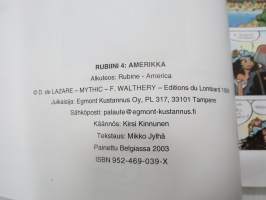 RUBIINI 4: AMERIKKA
Alkuteos: Rubine - America
© D. de LAZARE – MYTHIC – F. WALTHERY – Editions du Lombard
Julkaisija: Egmont Kustannus Oy, PL 317, 33101 Tampere
Sähköposti: palaute@egmont-kustannus.fi
Käännös: Kirsi Kinnunen
Tekstaus: Mikko Jylhä
Painettu Belgiassa 2003
ISBN 952-469-039-X